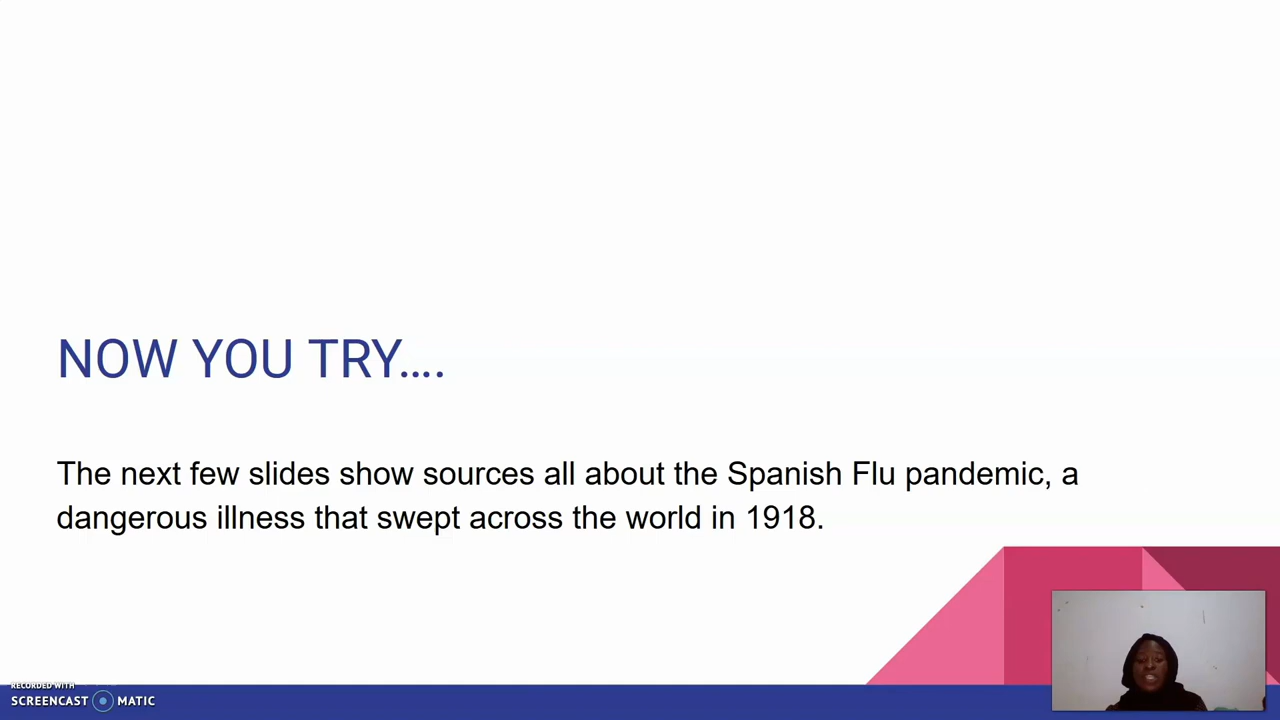 NOW YOU TRY….
The next few slides show sources all about the Spanish Flu pandemic, a
dangerous illness that swept across the world in 1918.
RECORDED WITH
SCREENCAST MATIC